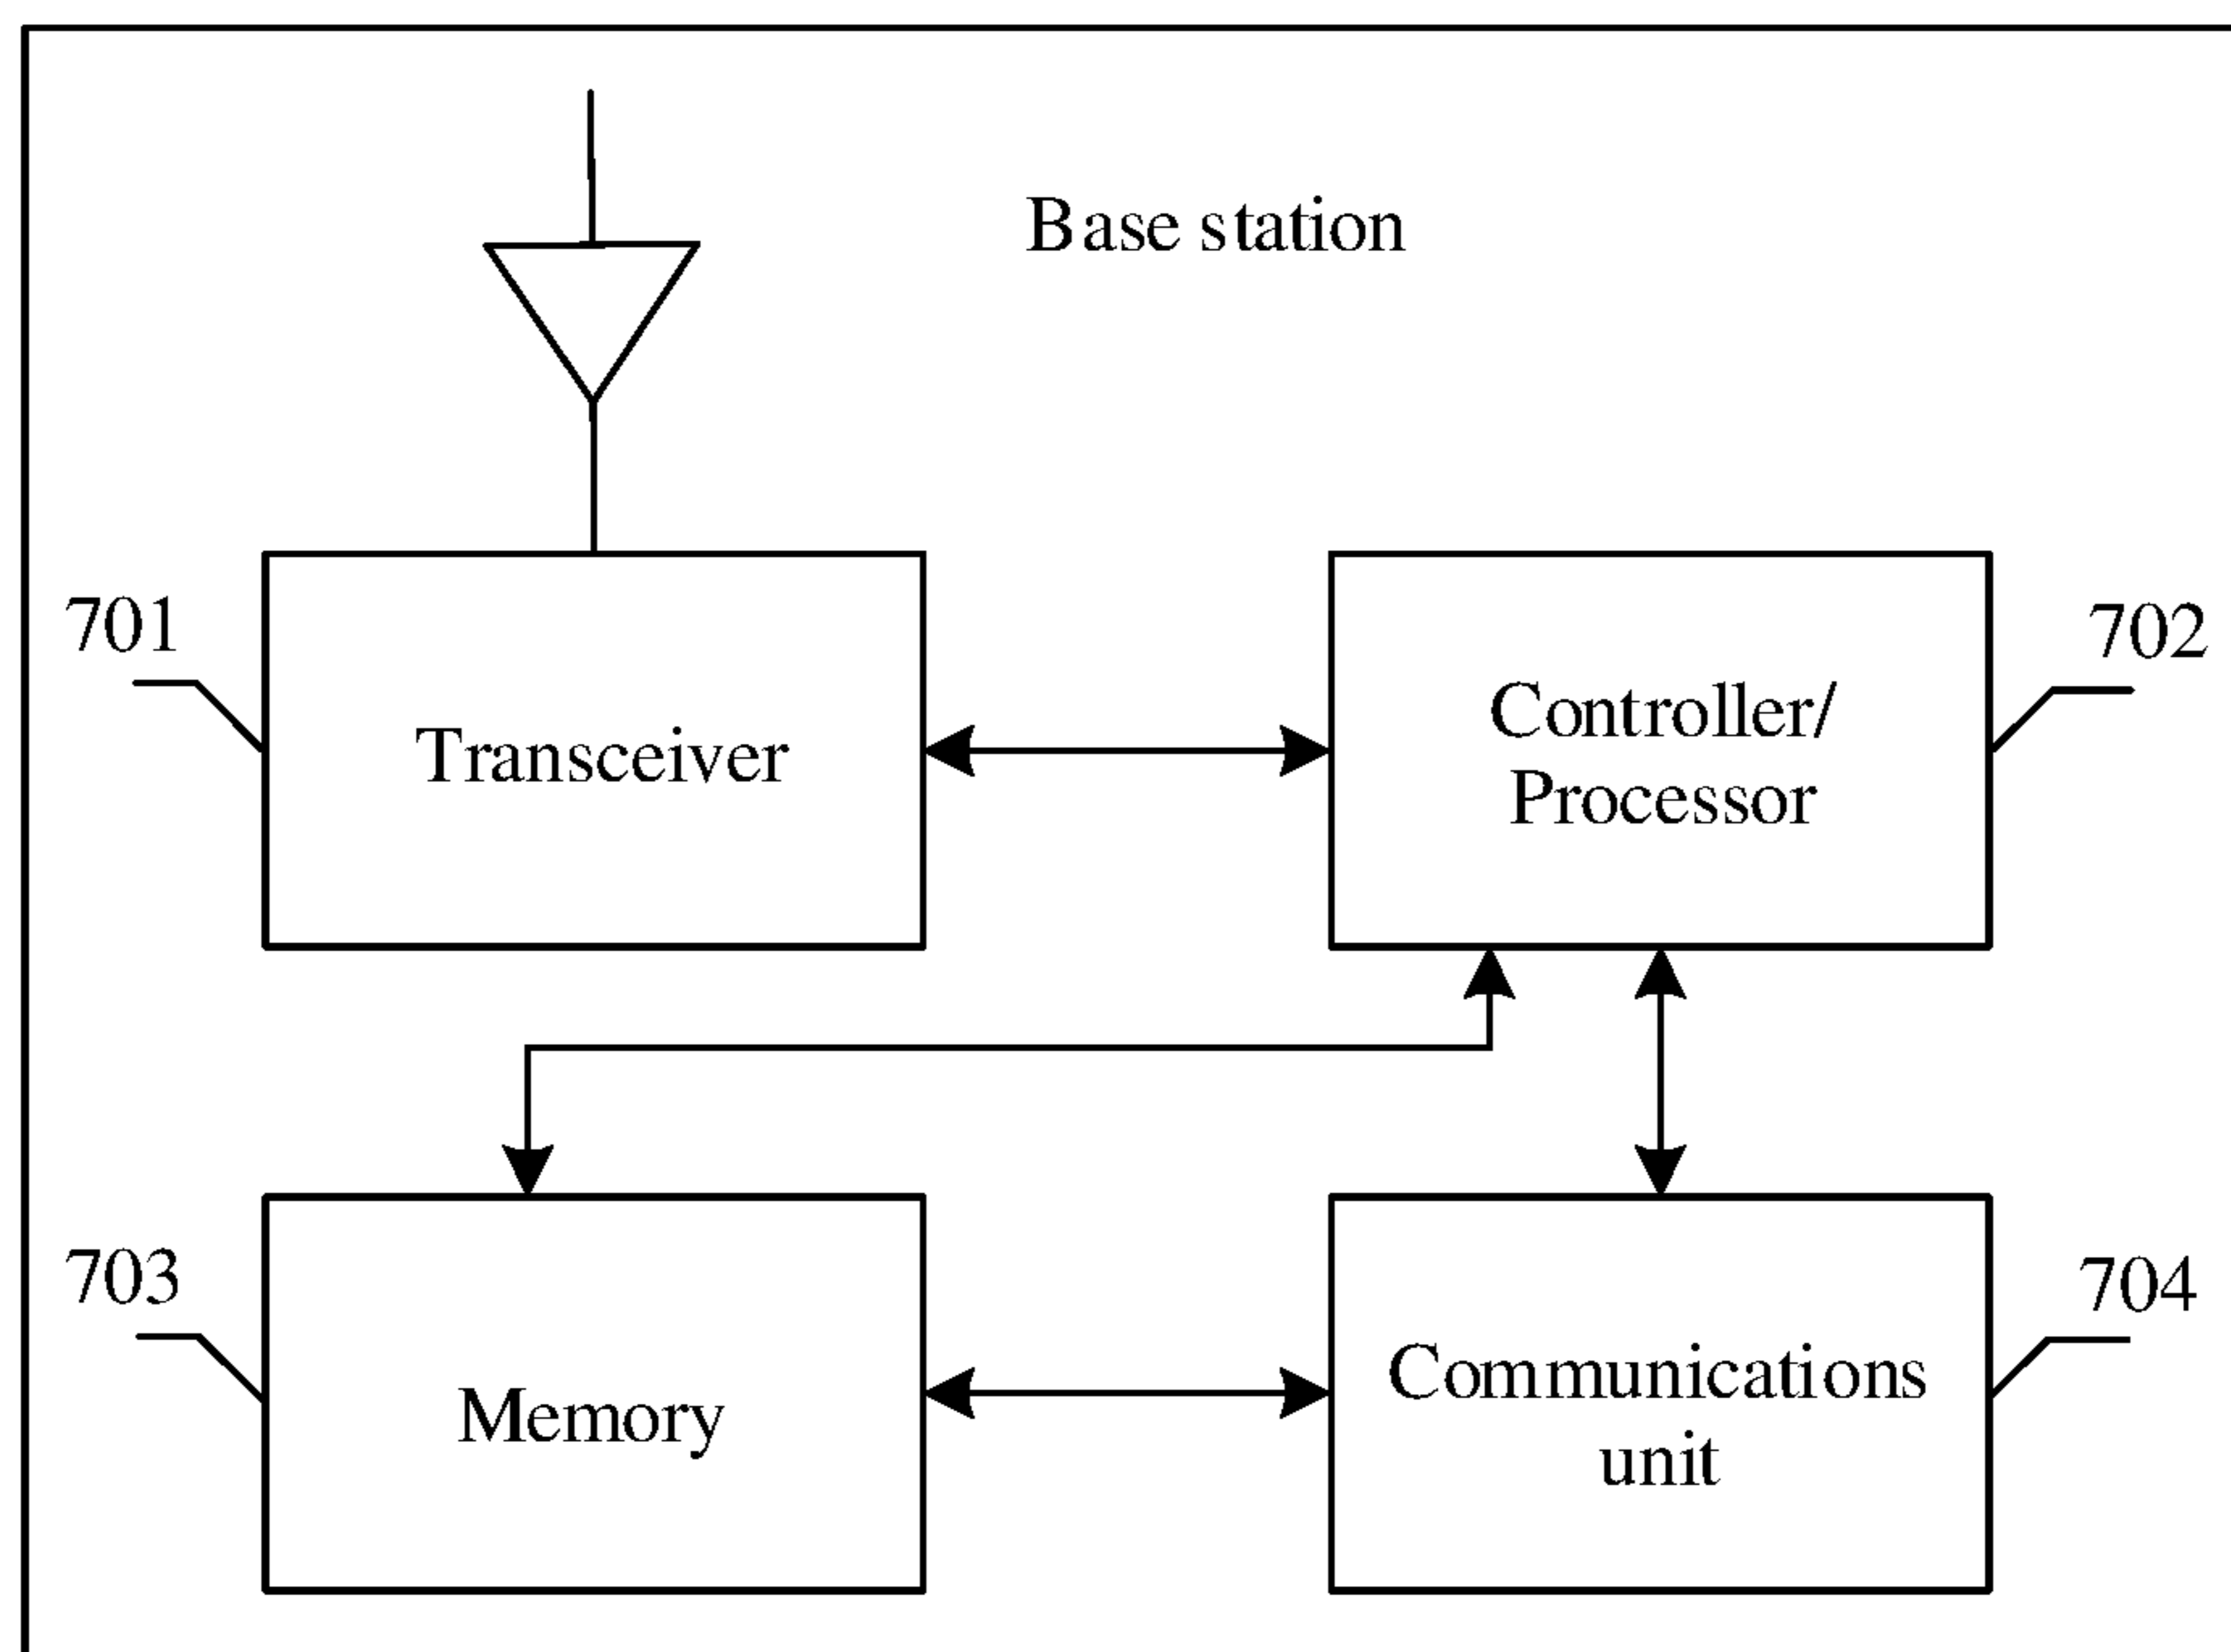 Base station
701
Transceiver
Controller/
Processor
702
703
Memory
Communications
unit
704